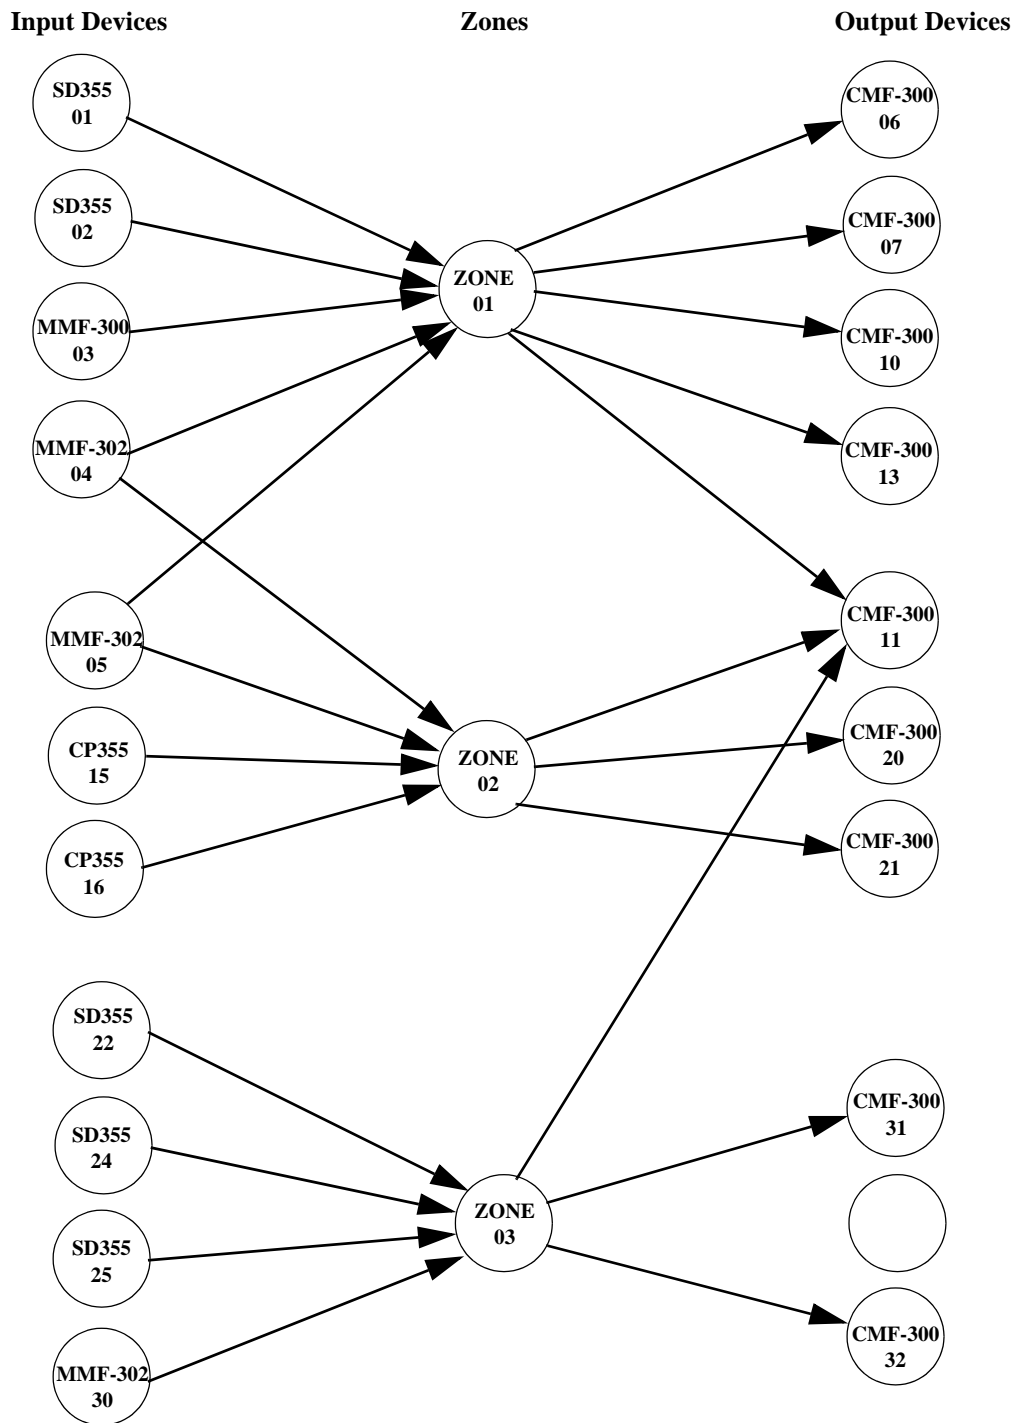 Input Devices
Zones
Output Devices
SD355
01
SD355
02
MMF-300
03
MMF-302
04
MMF-302
05
CP355
15
CP355
16
SD355
22
SD355
24
SD355
25
MMF-302
30
ZONE
01
ZONE
02
ZONE
03
CMF-300
06
CMF-300
07
CMF-300
10
CMF-300
13
CMF-300
11
CMF-300
20
CMF-300
21
CMF-300
31
CMF-300
32